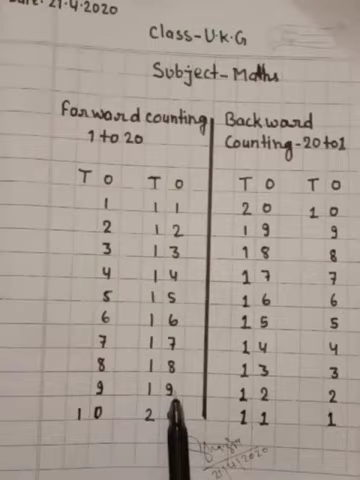 Date: 21.4.2020
Class-U.K.G
Subject-Maths
Forward counting
1 to 20
Backward
Counting-20 to 1
T O T O T O T O
1 1 1 2 0 1 0
2 1 2 1 9 9
3 1 3 1 8 8
4 1 4 1 7 7
5 1 5 1 6 6
6 1 6 1 5 5
7 1 7 1 4 4
8 1 8 1 3 3
9 1 9 1 2 2
1 0 2 1 1 1
21/4/2020